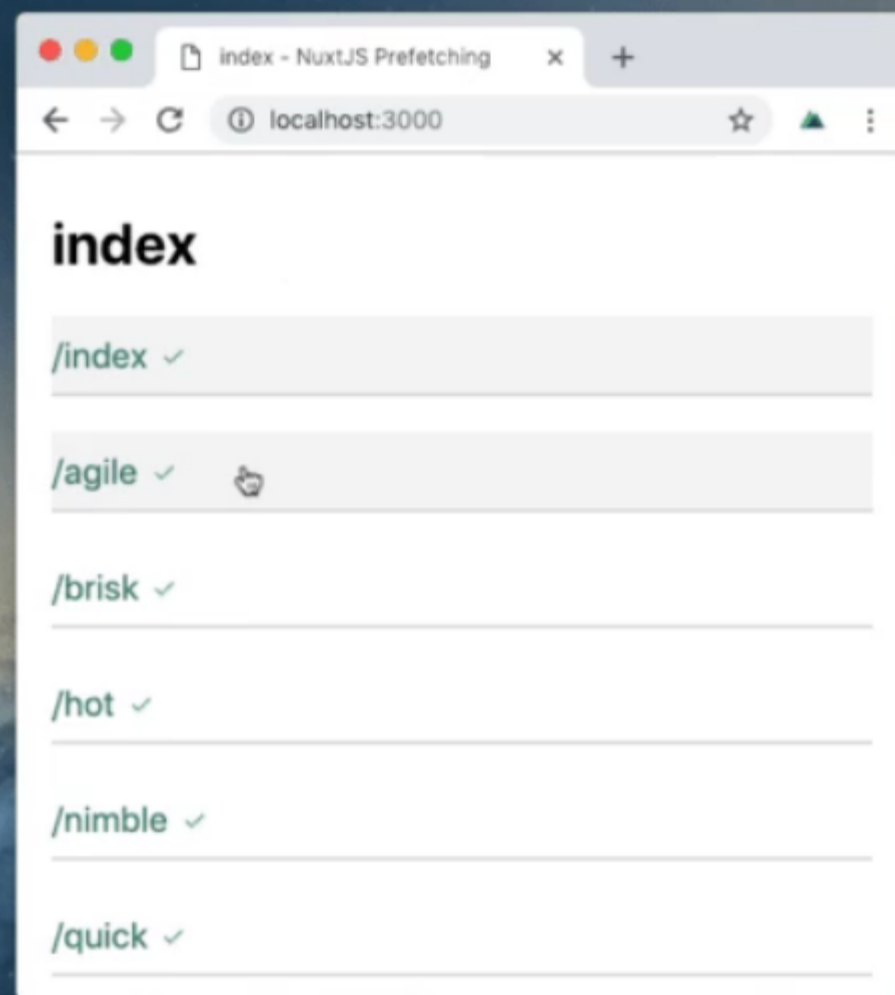 index - NuxtJS Prefetching
localhost:3000
index
/index ✓
/agile ✓
/brisk ✓
/hot ✓
/nimble ✓
/quick ✓